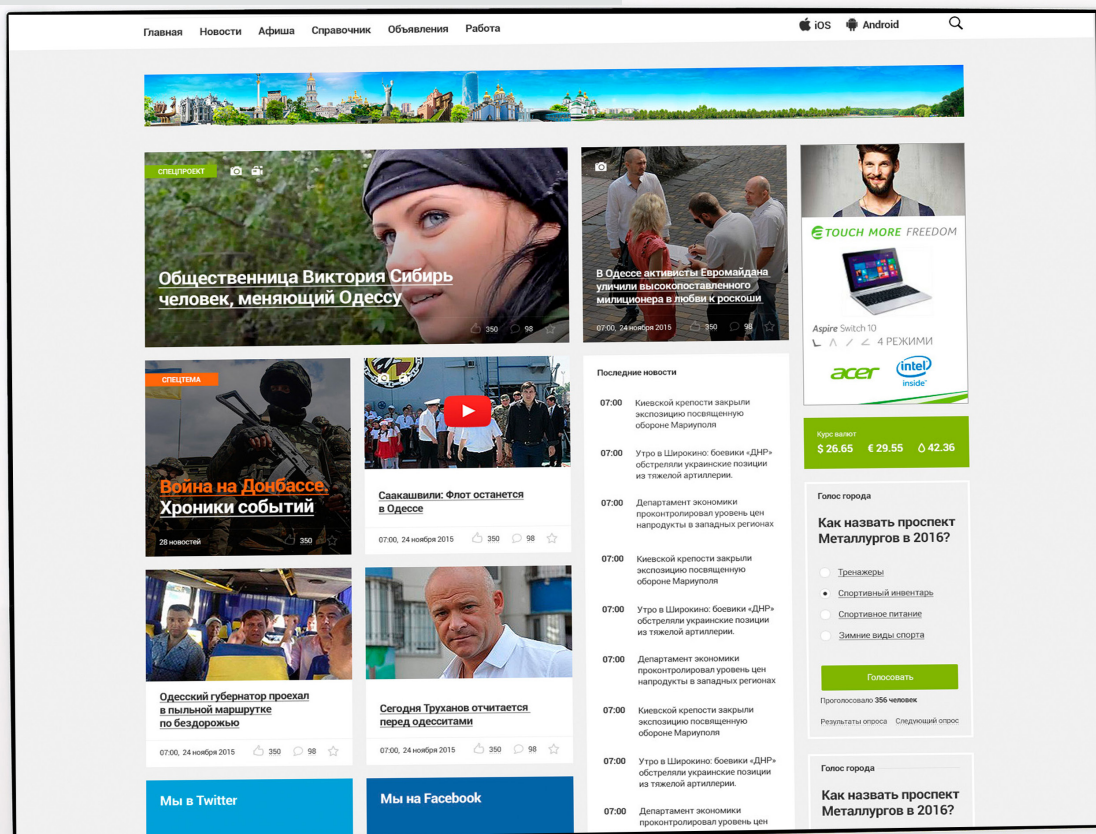 Главная Новости Афиша Справочник Объявления Работа
iOS Android
СПЕЦПРОЕКТ
Общественница Виктория Сибирь
человек, меняющий Одессу
350 98
В Одессе активисты Евромайдана
уличили высокопоставленного
милиционера в любви к роскоши
07:00, 24 ноября 2015 350 98
TOUCH MORE FREEDOM
Aspire Switch 10
4 РЕЖИМИ
acer
intel
inside
СПЕЦТЕМА
Война на Донбассе.
Хроники событий
28 новостей 350
Саакашвили: Флот останется
в Одессе
07:00, 24 ноября 2015 350 98
Одесский губернатор проехал
в пыльной маршрутке
по бездорожью
07:00, 24 ноября 2015 350 98
Сегодня Труханов отчитается
перед одесситами
07:00, 24 ноября 2015 350 98
Мы в Twitter
Мы на Facebook
Последние новости
07:00 Киевской крепости закрыли
экспозицию посвященную
обороне Мариуполя
07:00 Утро в Широкино: боевики «ДНР»
обстреляли украинские позиции
из тяжелой артиллерии.
07:00 Департамент экономики
проконтролировал уровень цен
напродукты в западных регионах
07:00 Киевской крепости закрыли
экспозицию посвященную
обороне Мариуполя
07:00 Утро в Широкино: боевики «ДНР»
обстреляли украинские позиции
из тяжелой артиллерии.
07:00 Департамент экономики
проконтролировал уровень цен
напродукты в западных регионах
07:00 Киевской крепости закрыли
экспозицию посвященную
обороне Мариуполя
07:00 Утро в Широкино: боевики «ДНР»
обстреляли украинские позиции
из тяжелой артиллерии.
07:00 Департамент экономики
проконтролировал уровень цен
Курс валют
$ 26.65 € 29.55 42.36
Голос города
Как назвать проспект
Металлургов в 2016?
Тренажеры
Спортивный инвентарь
Спортивное питание
Зимние виды спорта
Голосовать
Проголосовало 356 человек
Результаты опроса Следующий опрос
Голос города
Как назвать проспект
Металлургов в 2016?